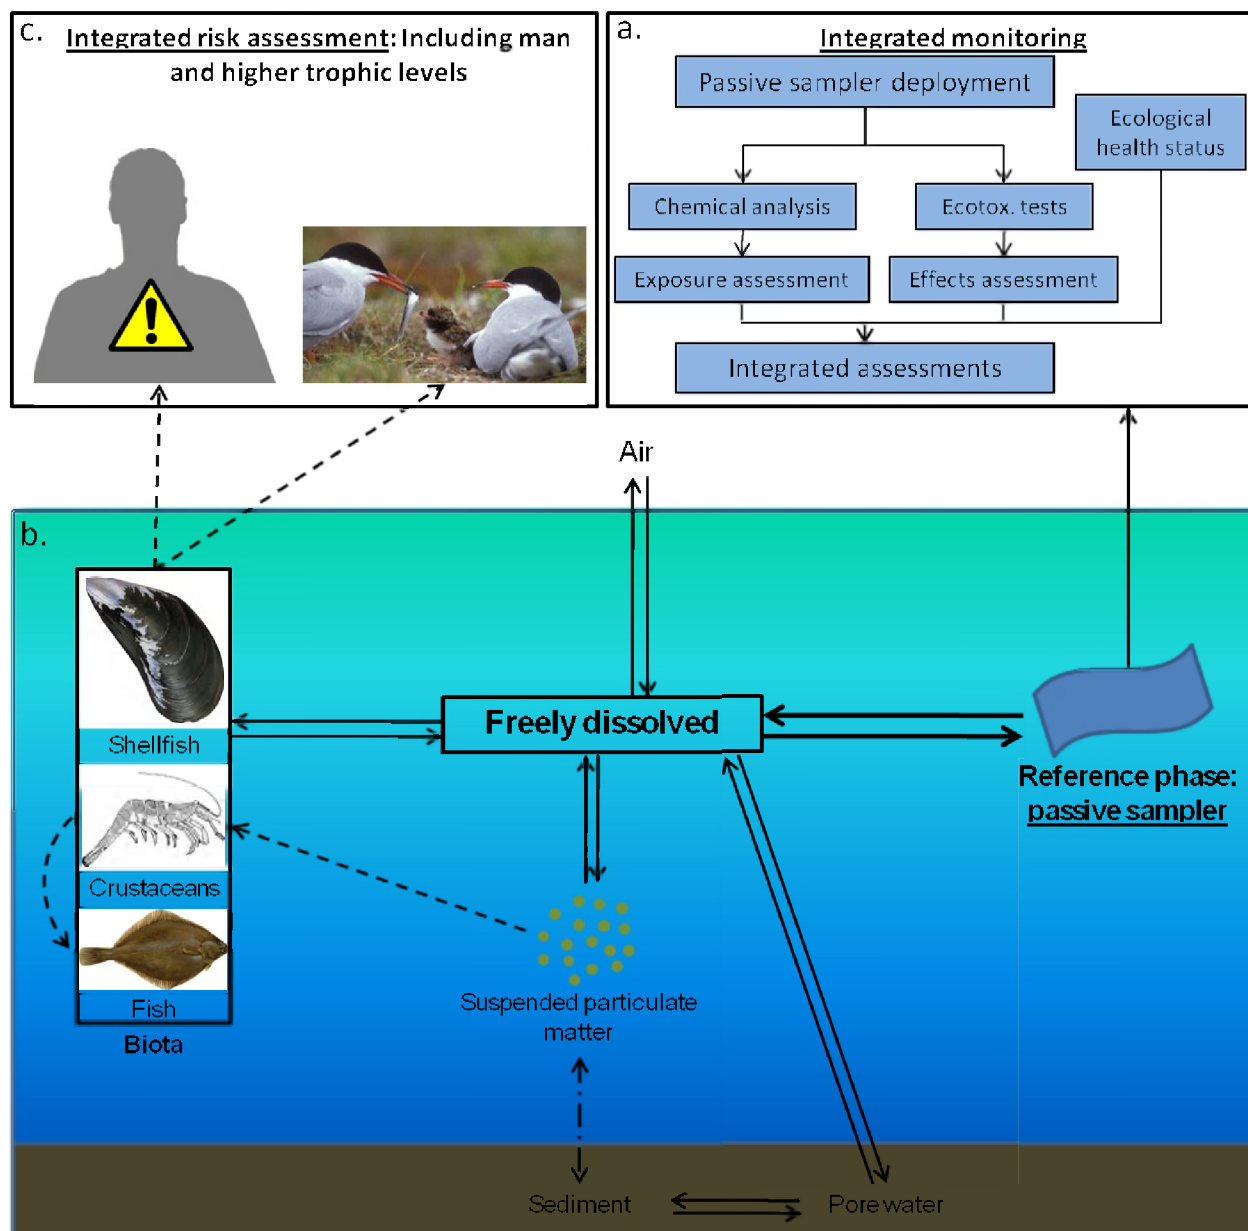 c.
Integrated risk assessment: Including man
and higher trophic levels
a.
Integrated monitoring
Passive sampler deployment
Ecological
health status
Chemical analysis
Ecotox. tests
Exposure assessment
Effects assessment
Integrated assessments
Air
b.
Freely dissolved
Shellfish
Reference phase:
passive sampler
Crustaceans
Fish
Biota
Suspended particulate
matter
Sediment
Pore water